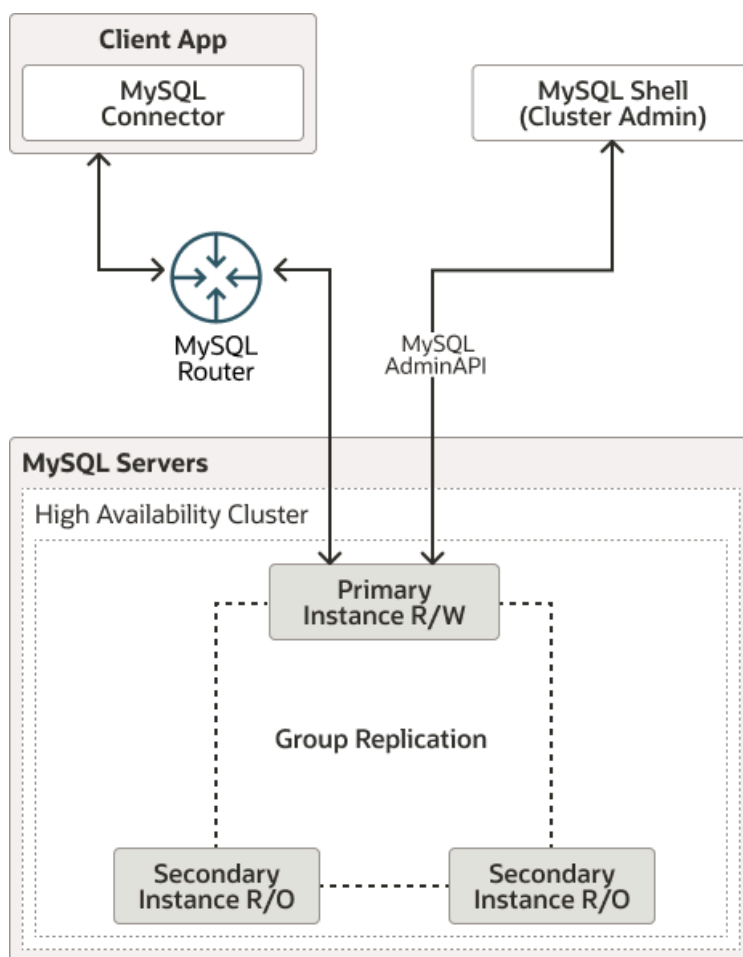 Client App
MySQL
Connector
MySQL Shell
(Cluster Admin)
MySQL
Router
MySQL
AdminAPI
MySQL Servers
High Availability Cluster
Primary
Instance R/W
Group Replication
Secondary
Instance R/O
Secondary
Instance R/O